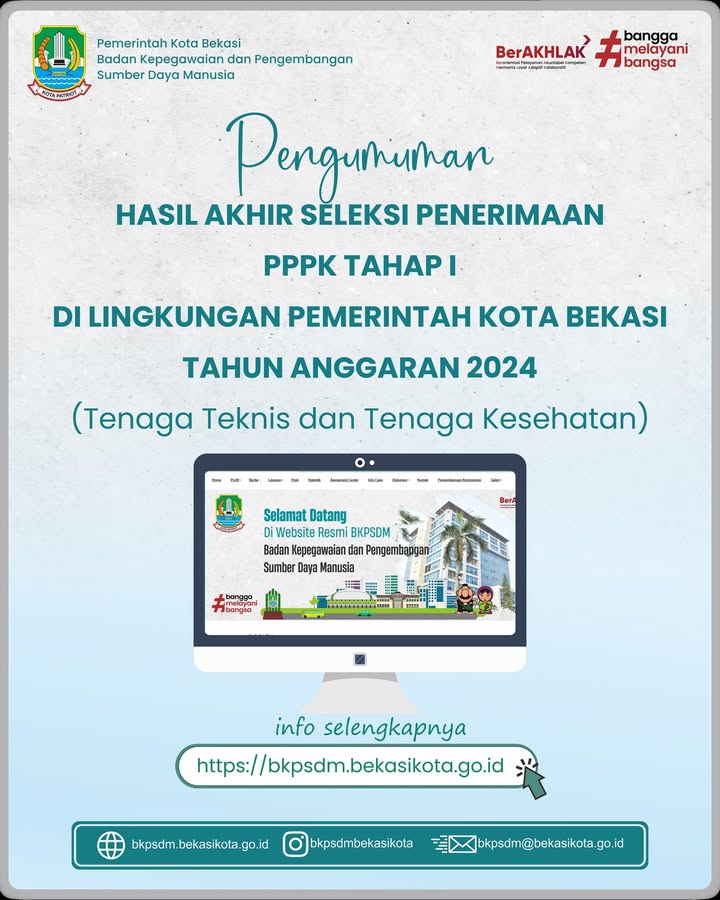 Pemerintah Kota Bekasi
Badan Kepegawaian dan Pengembangan
Sumber Daya Manusia
KOTA PATRIOT
BerAKHLAK
Berorientasi Pelayanan Akuntabel Kompeten
Harmonis Loyal Adaptif Kolaboratif
#bangga
melayani
bangsa
Pengumuman
HASIL AKHIR SELEKSI PENERIMAAN
PPPK TAHAP I
DI LINGKUNGAN PEMERINTAH KOTA BEKASI
TAHUN ANGGARAN 2024
(Tenaga Teknis dan Tenaga Kesehatan)
Home Profil Berita Layanan Ppid Statistik Assessment Center Info Casn Dokumen Kontak Pengembangan Kompetensi Galeri
BerA
Selamat Datang
Di Website Resmi BKPSDM
Badan Kepegawaian dan Pengembangan
Sumber Daya Manusia
#bangga
melayani
bangsa
info selengkapnya
https://bkpsdm.bekasikota.go.id
bkpsdm.bekasikota.go.id bkpsdmbekasikota bkpsdm@bekasikota.go.id